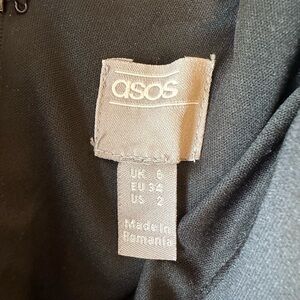 asos
UK 6
EU 34
US 2
Made in
Romania